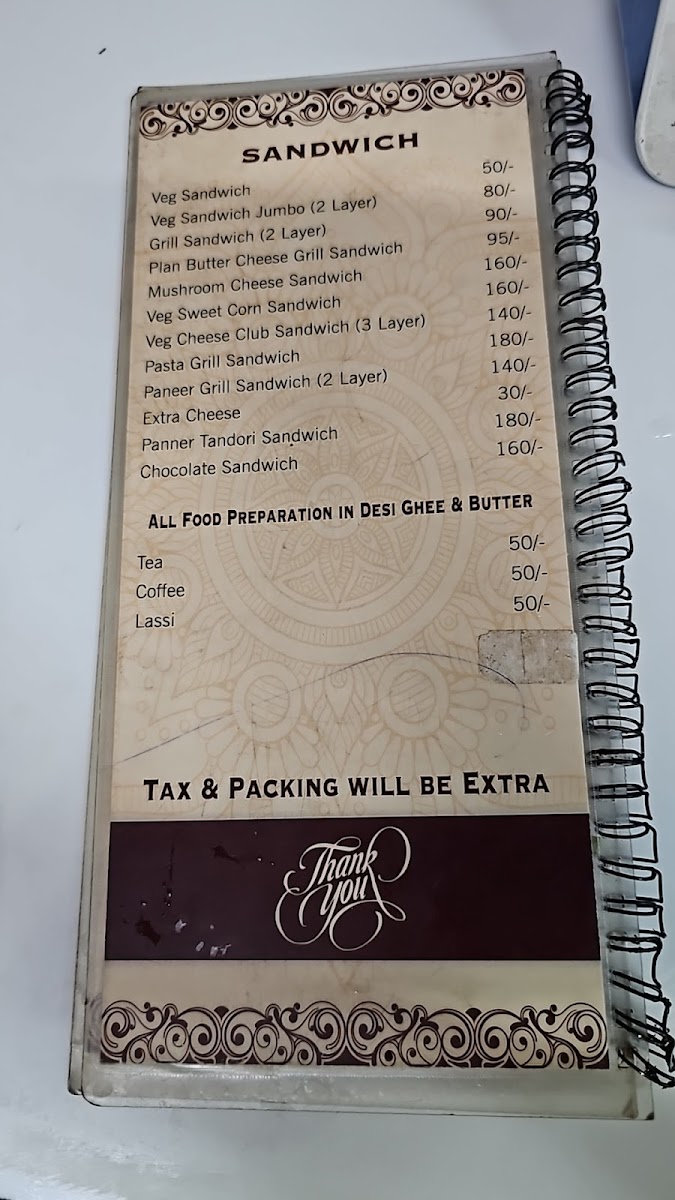 SANDWICH
Veg Sandwich 50/-
Veg Sandwich Jumbo (2 Layer) 80/-
Grill Sandwich (2 Layer) 90/-
Plan Butter Cheese Grill Sandwich 95/-
Mushroom Cheese Sandwich 160/-
Veg Sweet Corn Sandwich 160/-
Veg Cheese Club Sandwich (3 Layer) 140/-
Pasta Grill Sandwich 180/-
Paneer Grill Sandwich (2 Layer) 140/-
Extra Cheese 30/-
Panner Tandori Sandwich 180/-
Chocolate Sandwich 160/-
ALL FOOD PREPARATION IN DESI GHEE & BUTTER
Tea 50/-
Coffee 50/-
Lassi 50/-
TAX & PACKING WILL BE EXTRA
Thank
You